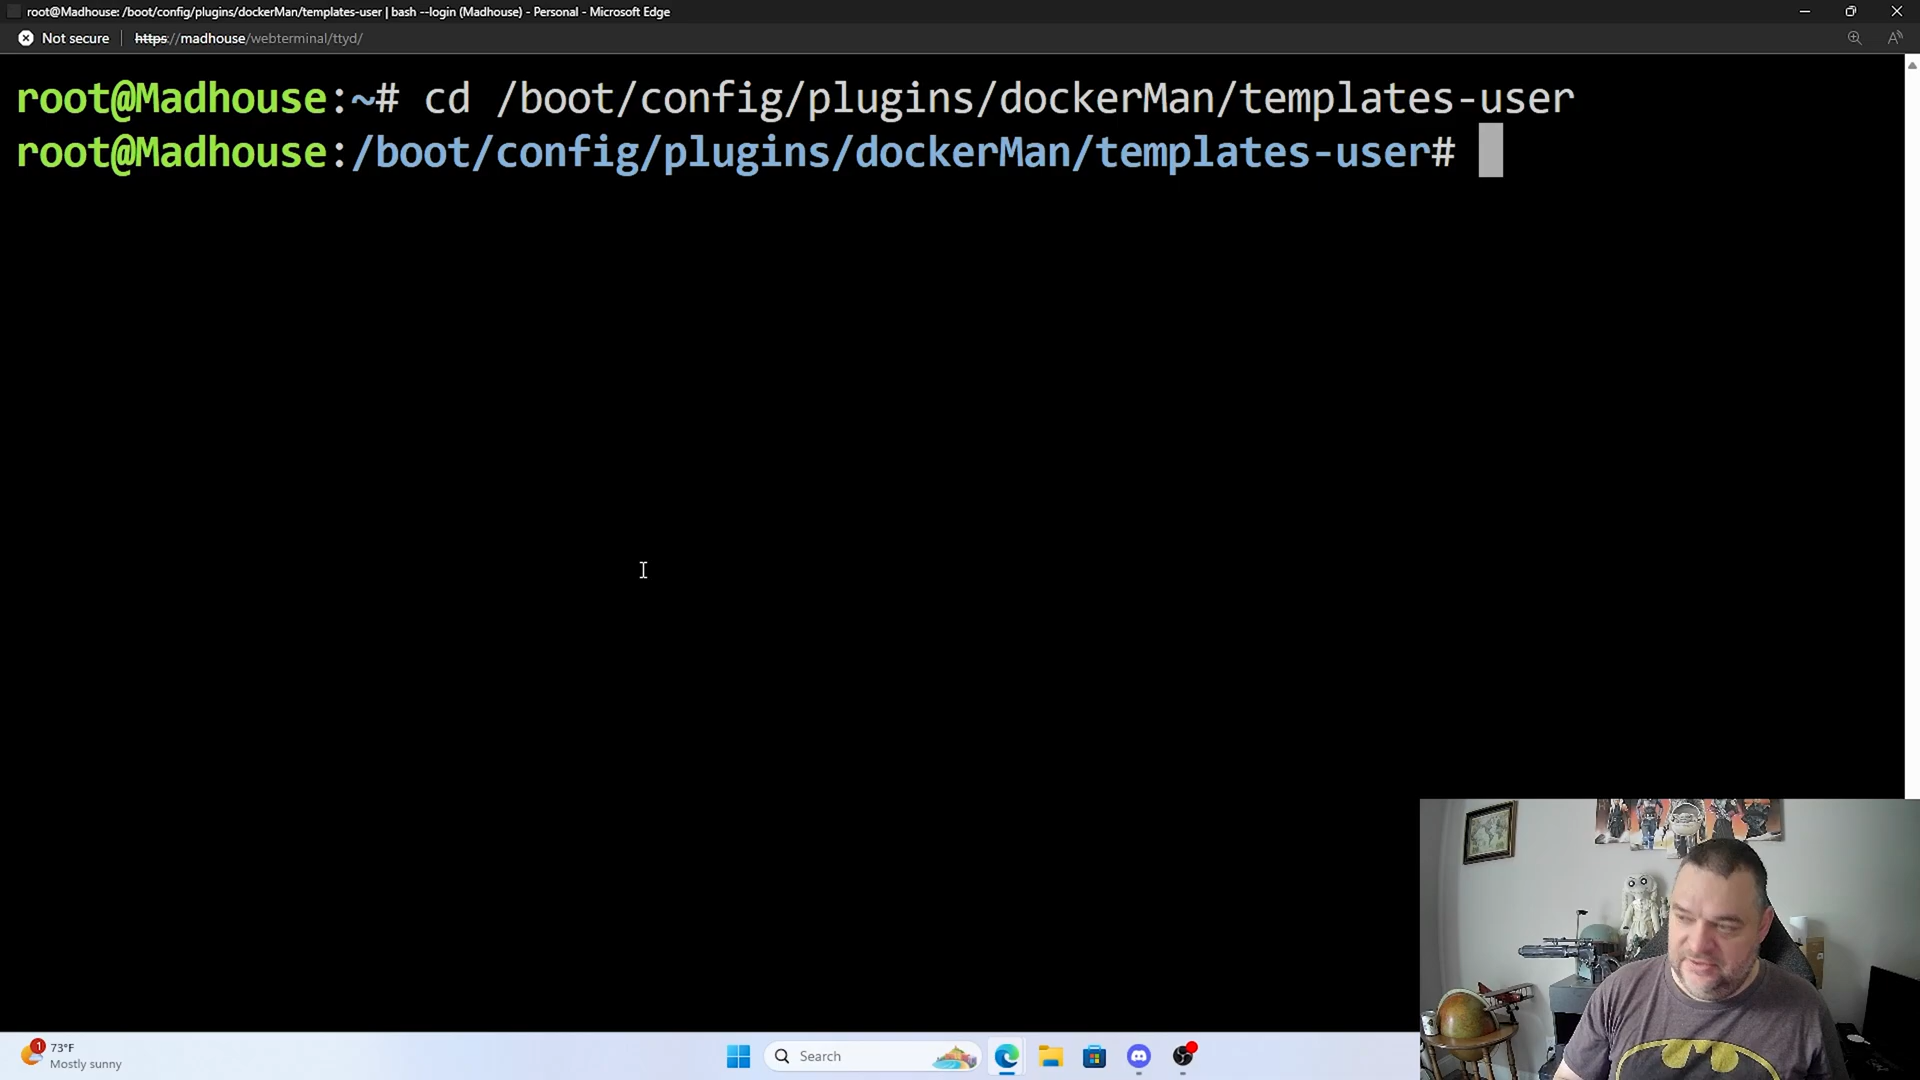 root@Madhouse: /boot/config/plugins/dockerMan/templates-user | bash --login (Madhouse) - Personal - Microsoft Edge
Not secure https://madhouse/webterminal/ttyd/
root@Madhouse:~# cd /boot/config/plugins/dockerMan/templates-user
root@Madhouse:/boot/config/plugins/dockerMan/templates-user#
1
73°F
Mostly sunny
Search